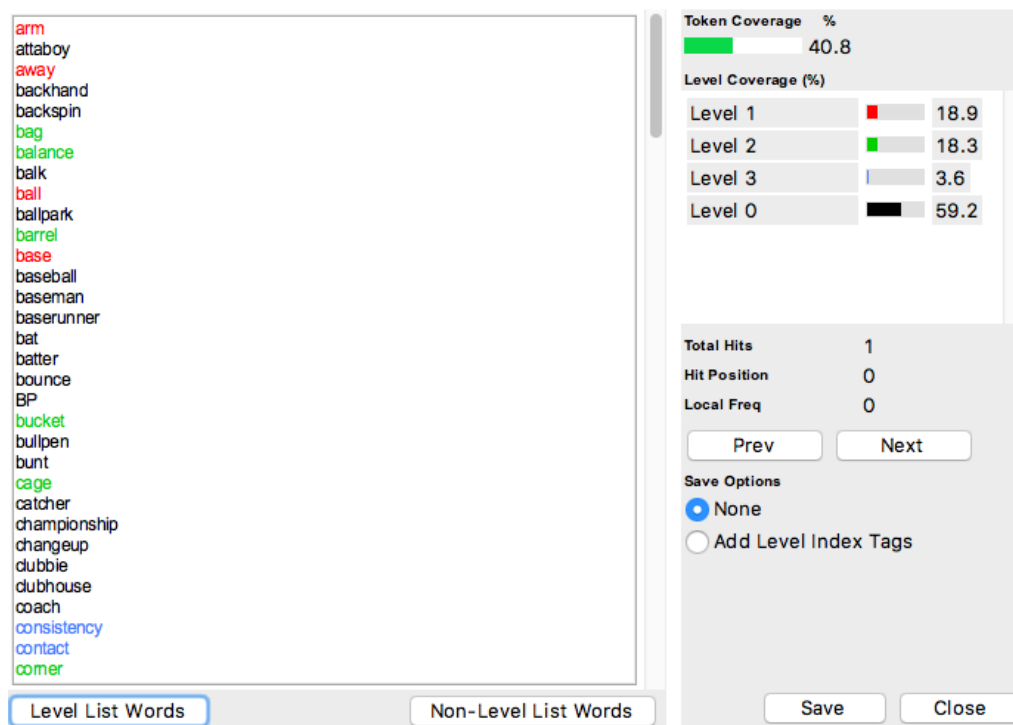 arm
attaboy
away
backhand
backspin
bag
balance
balk
ball
ballpark
barrel
base
baseball
baseman
baserunner
bat
batter
bounce
BP
bucket
bullpen
bunt
cage
catcher
championship
changeup
clubbie
clubhouse
coach
consistency
contact
corner
Level List Words
Non-Level List Words
Token Coverage %
40.8
Level Coverage (%)
Level 1 18.9
Level 2 18.3
Level 3 3.6
Level 0 59.2
Total Hits 1
Hit Position 0
Local Freq 0
Prev Next
Save Options
None
Add Level Index Tags
Save Close